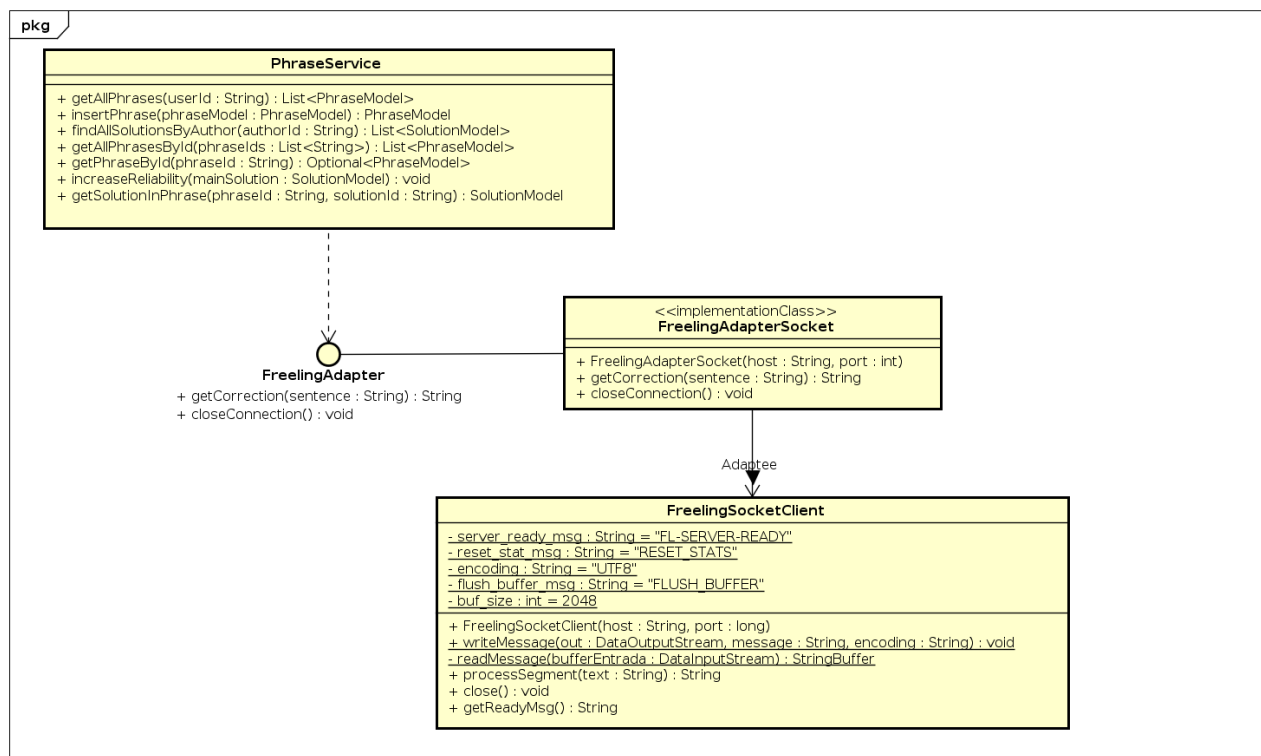 pkg
PhraseService
+ getAllPhrases(userId : String) : List<PhraseModel>
+ insertPhrase(phraseModel : PhraseModel) : PhraseModel
+ findAllSolutionsByAuthor(authorId : String) : List<SolutionModel>
+ getAllPhrasesById(phraseIds : List<String>) : List<PhraseModel>
+ getPhraseById(phraseId : String) : Optional<PhraseModel>
+ increaseReliability(mainSolution : SolutionModel) : void
+ getSolutionInPhrase(phraseId : String, solutionId : String) : SolutionModel
FreelingAdapter
+ getCorrection(sentence : String) : String
+ closeConnection() : void
<<implementationClass>>
FreelingAdapterSocket
+ FreelingAdapterSocket(host : String, port : int)
+ getCorrection(sentence : String) : String
+ closeConnection() : void
Adaptee
FreelingSocketClient
- server_ready_msg : String = "FL-SERVER-READY"
- reset_stat_msg : String = "RESET_STATS"
- encoding : String = "UTF8"
- flush_buffer_msg : String = "FLUSH_BUFFER"
- buf_size : int = 2048
+ FreelingSocketClient(host : String, port : long)
+ writeMessage(out : DataOutputStream, message : String, encoding : String) : void
- readMessage(bufferEntrada : DataInputStream) : StringBuffer
+ processSegment(text : String) : String
+ close() : void
+ getReadyMsg() : String